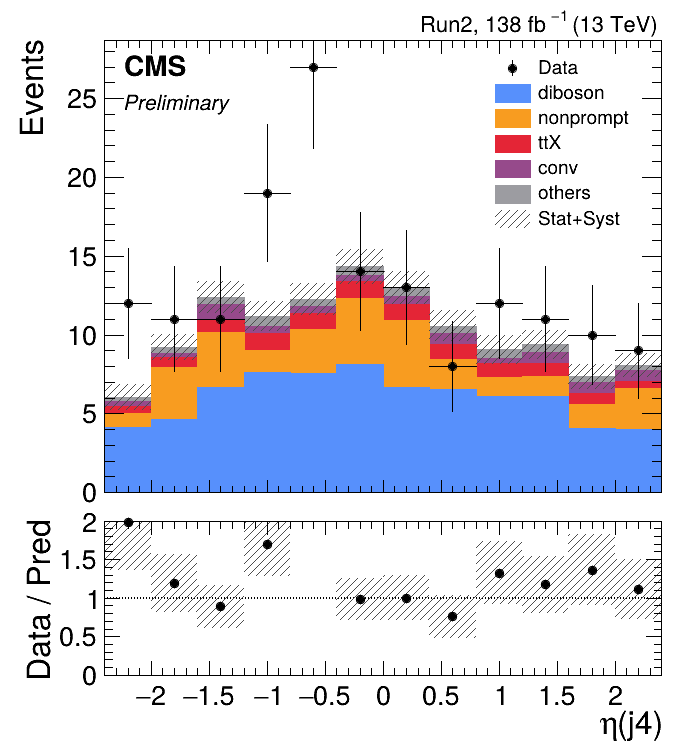 Run2, 138 fb⁻¹ (13 TeV)
CMS
Preliminary
Events
25
20
15
10
5
0
Data
diboson
nonprompt
ttX
conv
others
Stat+Syst
Data / Pred
2
1.5
1
0.5
0
−2 −1.5 −1 −0.5 0 0.5 1 1.5 2
η(j4)